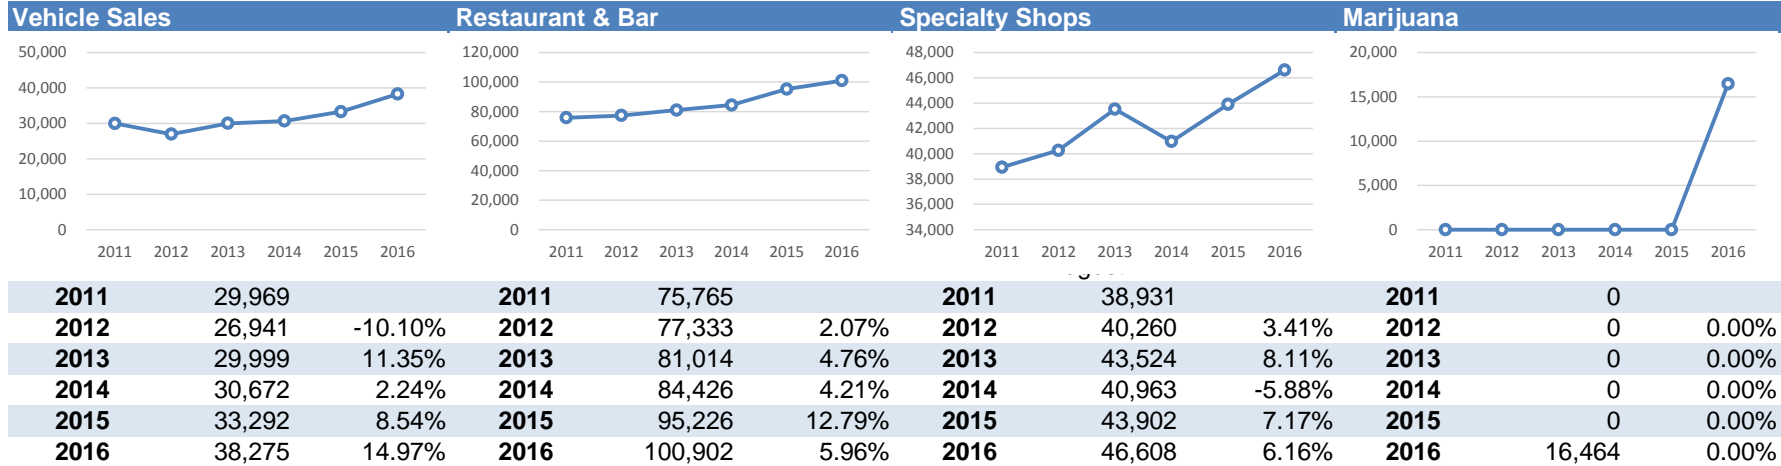 Vehicle Sales Restaurant & Bar Specialty Shops Marijuana
50,000
40,000
30,000
20,000
10,000
0
2011 2012 2013 2014 2015 2016
120,000
100,000
80,000
60,000
40,000
20,000
0
2011 2012 2013 2014 2015 2016
48,000
46,000
44,000
42,000
40,000
38,000
36,000
34,000
2011 2012 2013 2014 2015 2016
20,000
15,000
10,000
5,000
0
2011 2012 2013 2014 2015 2016
2011 29,969 2011 75,765 2011 38,931 2011 0
2012 26,941 -10.10% 2012 77,333 2.07% 2012 40,260 3.41% 2012 0 0.00%
2013 29,999 11.35% 2013 81,014 4.76% 2013 43,524 8.11% 2013 0 0.00%
2014 30,672 2.24% 2014 84,426 4.21% 2014 40,963 -5.88% 2014 0 0.00%
2015 33,292 8.54% 2015 95,226 12.79% 2015 43,902 7.17% 2015 0 0.00%
2016 38,275 14.97% 2016 100,902 5.96% 2016 46,608 6.16% 2016 16,464 0.00%